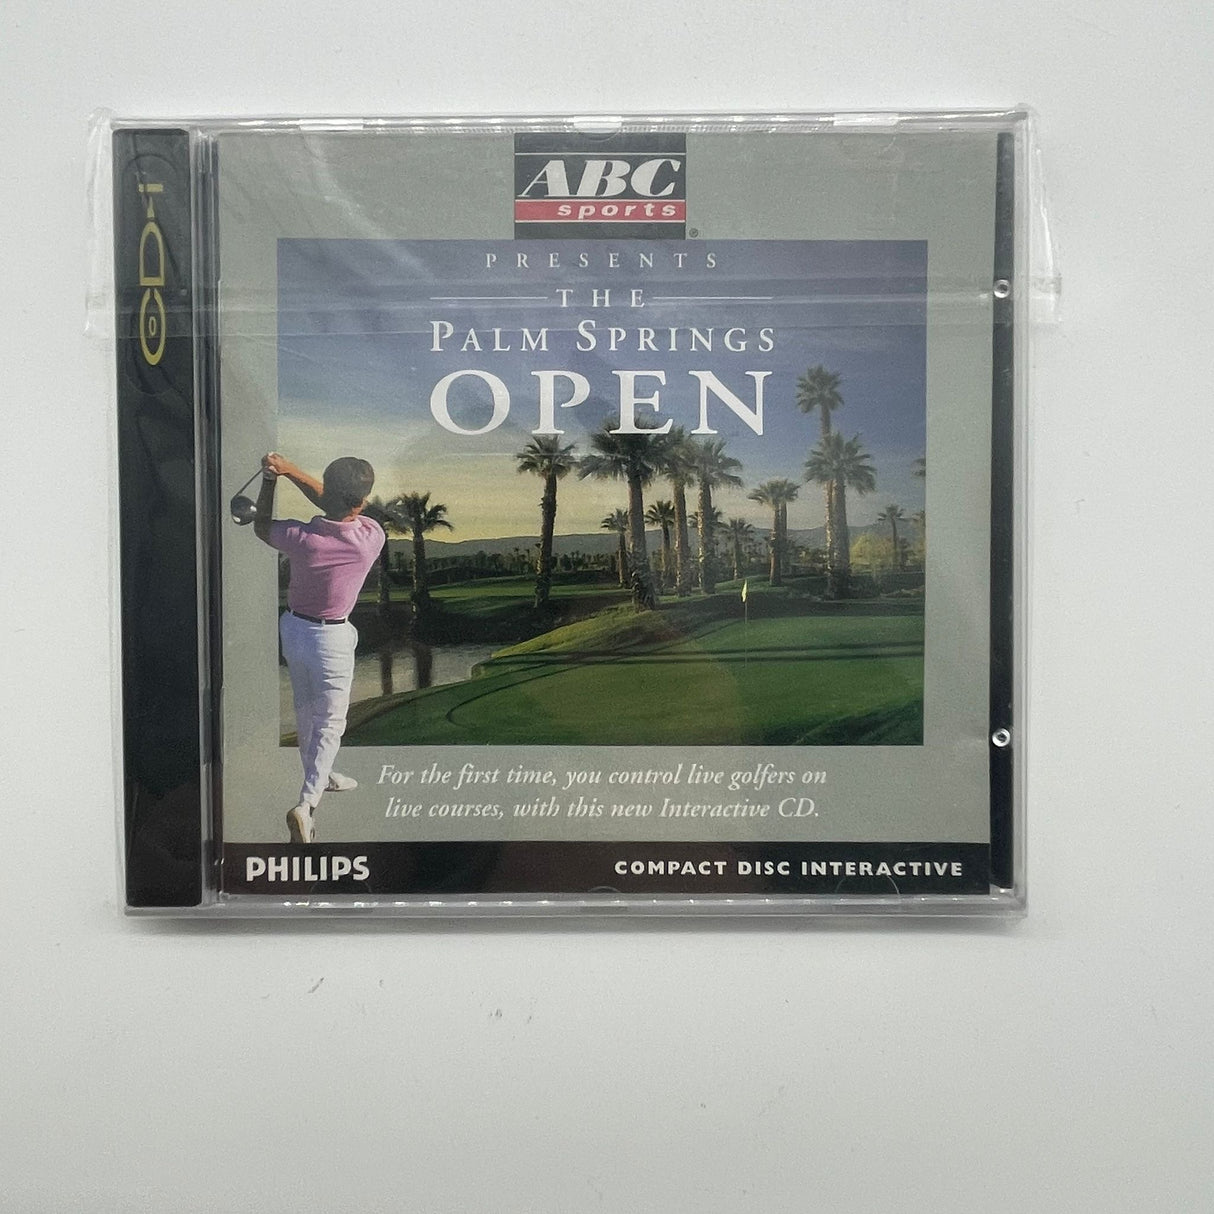 CD-i
ABC
sports
®
PRESENTS
THE
PALM SPRINGS
OPEN
For the first time, you control live golfers on
live courses, with this new Interactive CD.
PHILIPS
COMPACT DISC INTERACTIVE